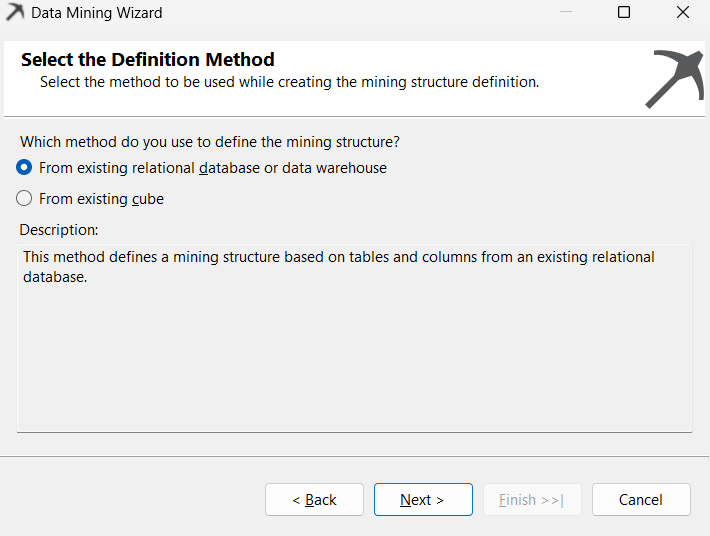 Data Mining Wizard
Select the Definition Method
Select the method to be used while creating the mining structure definition.
Which method do you use to define the mining structure?
From existing relational database or data warehouse
From existing cube
Description:
This method defines a mining structure based on tables and columns from an existing relational
database.
< Back
Next >
Finish >>|
Cancel